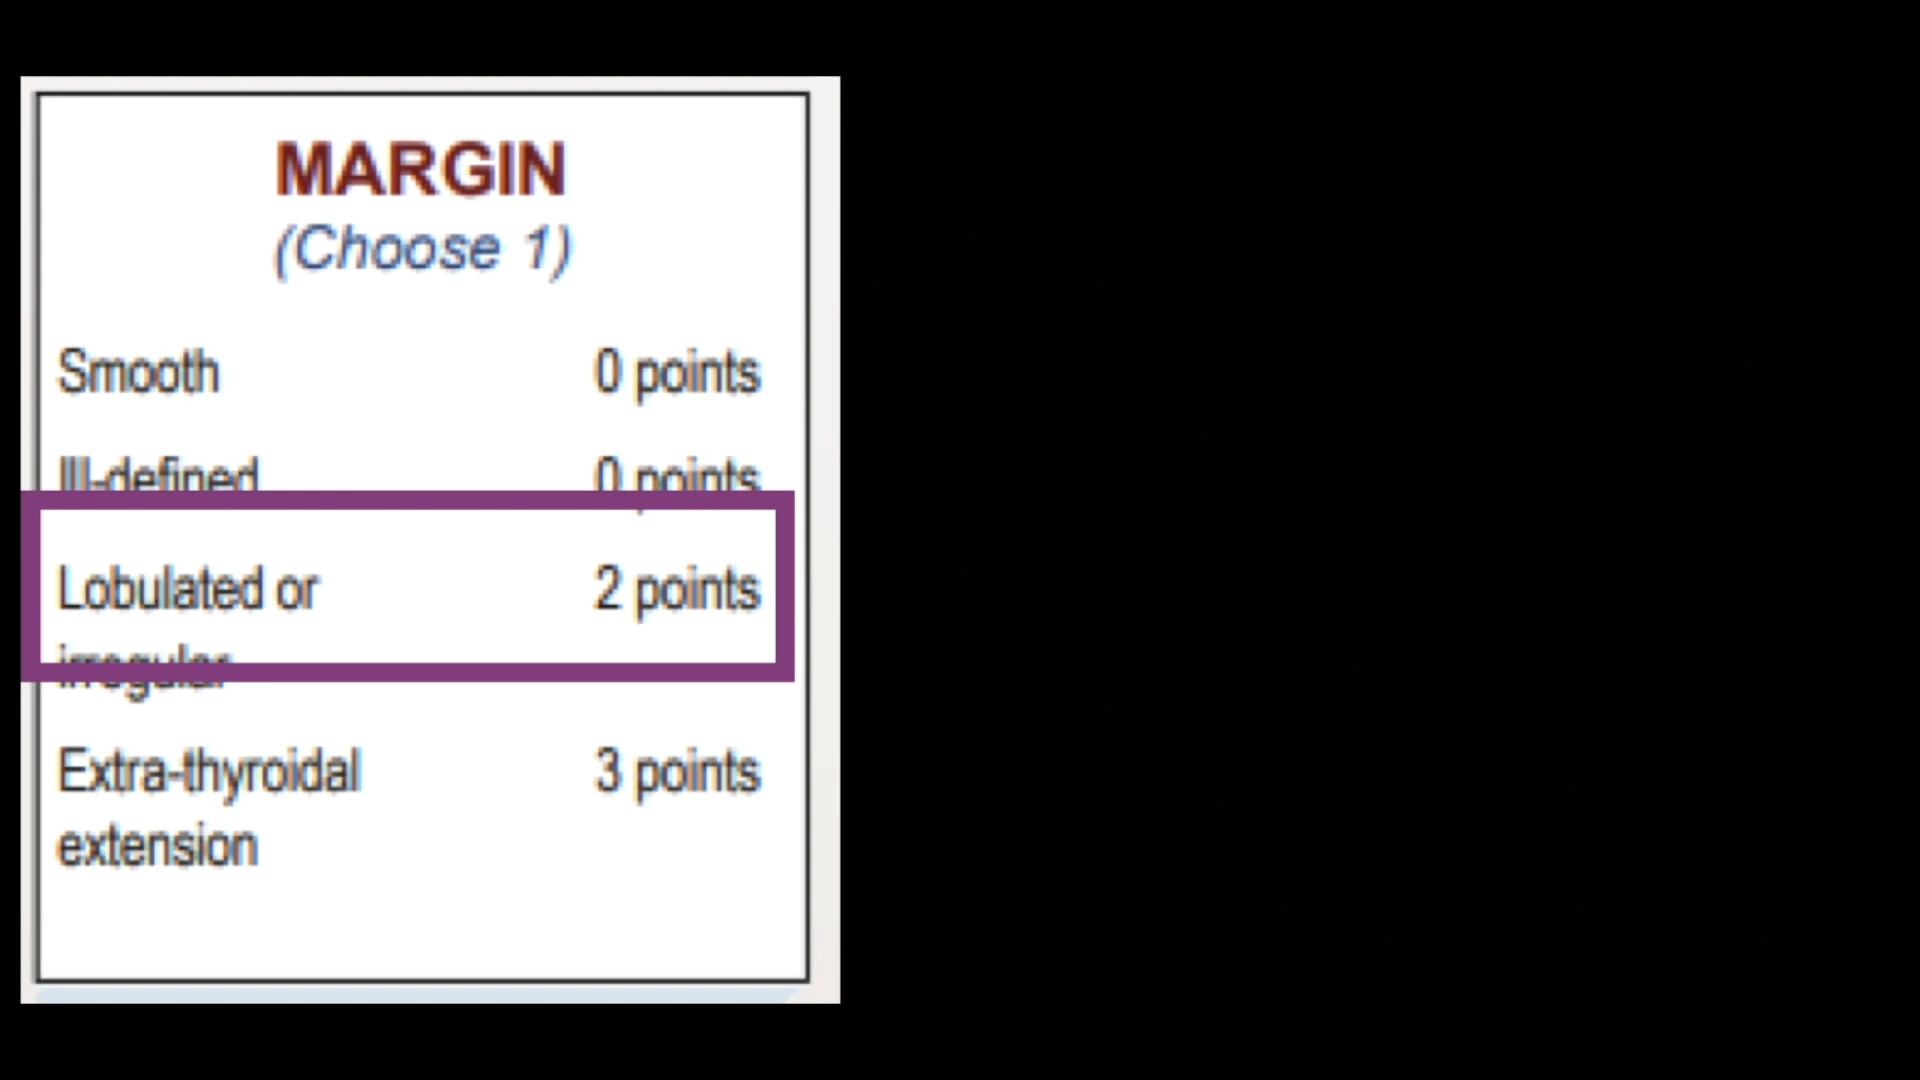 MARGIN
(Choose 1)
Smooth 0 points
Ill-defined 0 points
Lobulated or 2 points
irregular
Extra-thyroidal 3 points
extension